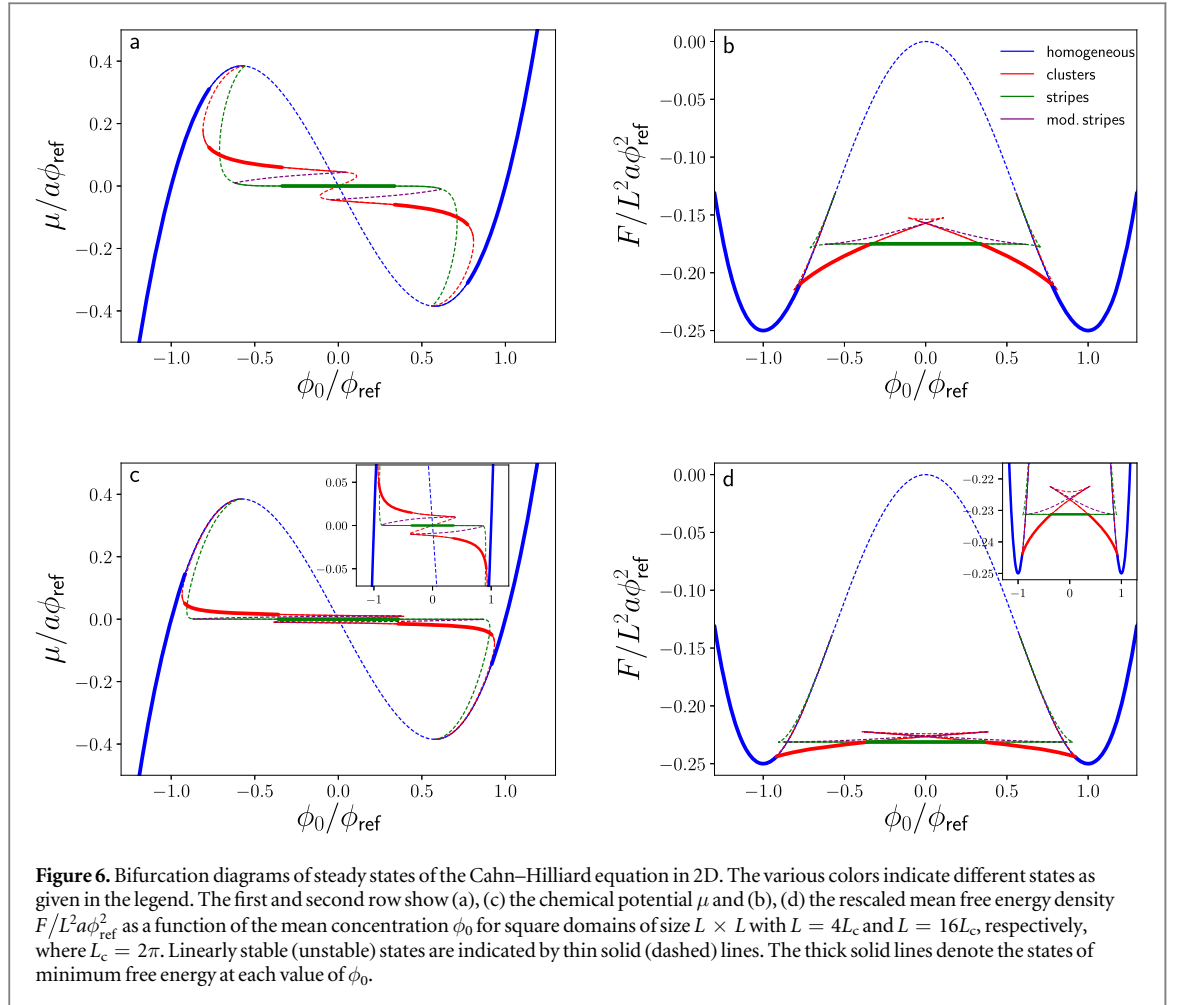 a
0.4
0.2
0.0
−0.2
−0.4
μ/aϕref
−1.0 −0.5 0.0 0.5 1.0
ϕ0/ϕref
b
homogeneous
clusters
stripes
mod. stripes
0.00
−0.05
−0.10
−0.15
−0.20
−0.25
F/L²aϕ²ref
−1.0 −0.5 0.0 0.5 1.0
ϕ0/ϕref
c
0.4
0.2
0.0
−0.2
−0.4
μ/aϕref
0.05
0.00
−0.05
−1 0 1
−1.0 −0.5 0.0 0.5 1.0
ϕ0/ϕref
d
0.00
−0.05
−0.10
−0.15
−0.20
−0.25
F/L²aϕ²ref
−0.22
−0.23
−0.24
−0.25
−1 0 1
−1.0 −0.5 0.0 0.5 1.0
ϕ0/ϕref
Figure 6. Bifurcation diagrams of steady states of the Cahn–Hilliard equation in 2D. The various colors indicate different states as
given in the legend. The first and second row show (a), (c) the chemical potential μ and (b), (d) the rescaled mean free energy density
F/L²aϕ²ref as a function of the mean concentration ϕ0 for square domains of size L × L with L = 4Lc and L = 16Lc, respectively,
where Lc = 2π. Linearly stable (unstable) states are indicated by thin solid (dashed) lines. The thick solid lines denote the states of
minimum free energy at each value of ϕ0.